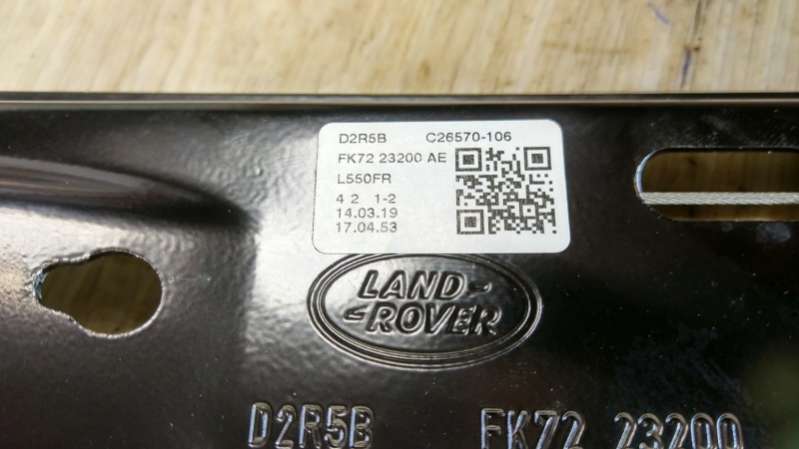 D2R5B C26570-106
FK72 23200 AE
L550FR
4 2 1-2
14.03.19
17.04.53
LAND-
-ROVER
D2R5B FK72 23200